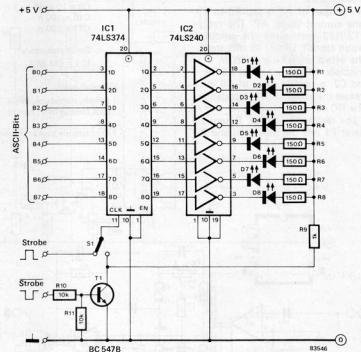 +5 V
5 V
IC1
74LS374
IC2
74LS240
20
20
B0
3
1D
1Q
2
2
18
D1
150Ω
R1
B1
4
2D
2Q
5
4
16
D2
150Ω
R2
B2
7
3D
3Q
6
6
14
D3
150Ω
R3
B3
8
4D
4Q
9
8
12
D4
150Ω
R4
B4
13
5D
5Q
12
11
9
D5
150Ω
R5
B5
14
6D
6Q
15
13
7
D6
150Ω
R6
B6
17
7D
7Q
16
15
5
D7
150Ω
R7
B7
18
8D
8Q
19
17
3
D8
150Ω
R8
ASCII-Bits
CLK
EN
11
10
1
1
10
19
Strobe
S1
R9
1k
Strobe
R10
10k
R11
10k
T1
BC 547B
0
83546